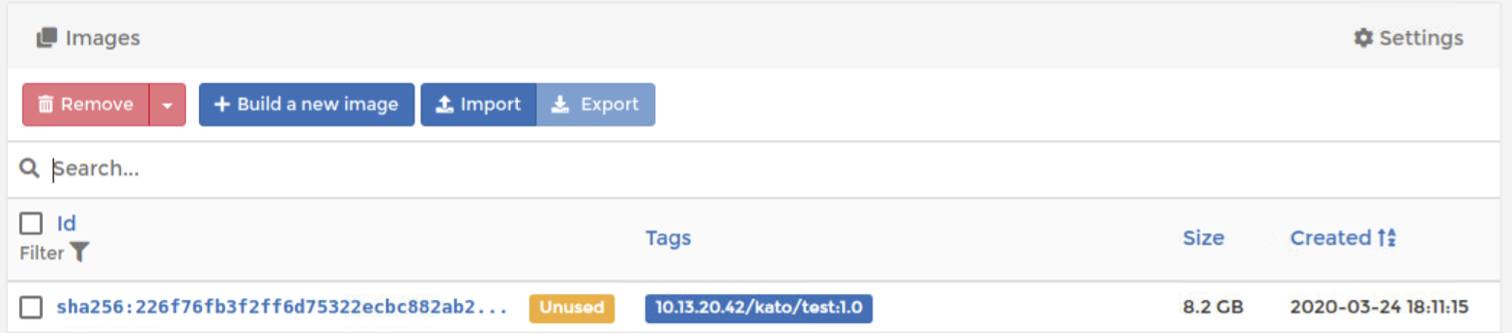 Images
Settings
Remove
Build a new image
Import
Export
Search...
Id
Filter
Tags
Size
Created
sha256:226f76fb3f2ff6d75322ecbc882ab2... Unused 10.13.20.42/kato/test:1.0 8.2 GB 2020-03-24 18:11:15